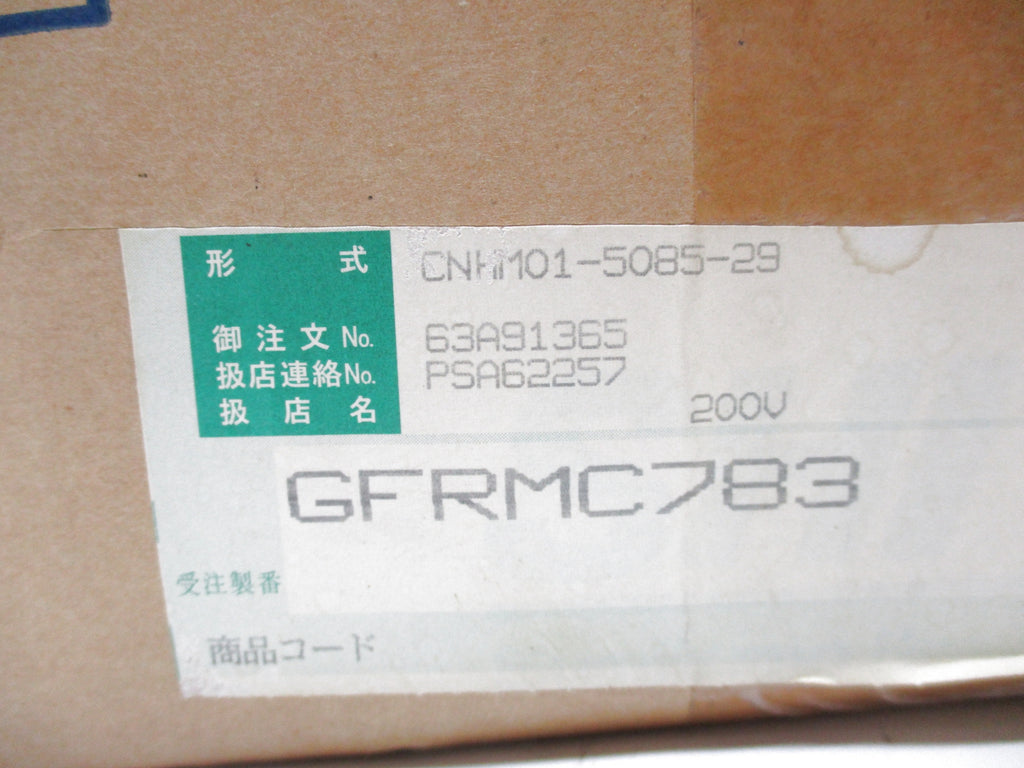 形 式 CNHM01-5085-29
御注文No. 63A91365
扱店連絡No. PSA62257
扱店名 200V
GFRMC783
受注製番
商品コード